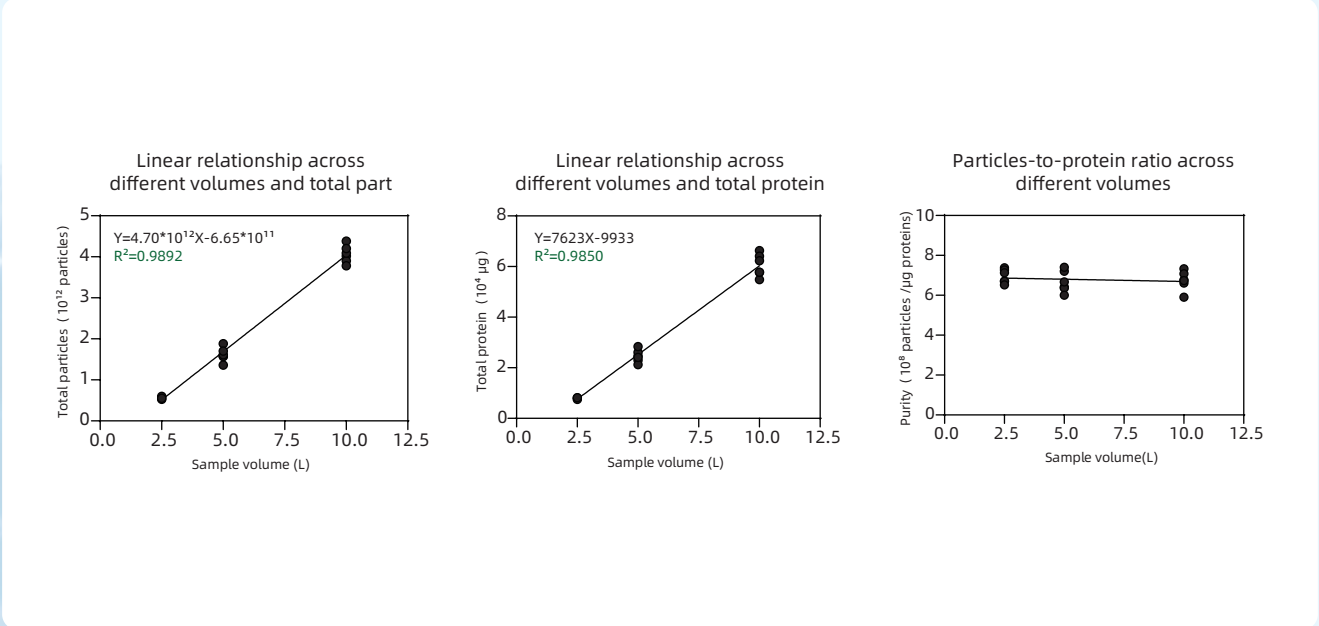 Linear relationship across
different volumes and total part
5
4
3
2
1
0
Total particles ( 10¹² particles)
Y=4.70*10¹²X-6.65*10¹¹
R²=0.9892
0.0 2.5 5.0 7.5 10.0 12.5
Sample volume (L)
Linear relationship across
different volumes and total protein
8
6
4
2
0
Total protein (10⁴ µg )
Y=7623X-9933
R²=0.9850
0.0 2.5 5.0 7.5 10.0 12.5
Sample volume (L)
Particles-to-protein ratio across
different volumes
10
8
6
4
2
0
Purity ( 10⁸ particles /µg proteins)
0.0 2.5 5.0 7.5 10.0 12.5
Sample volume(L)